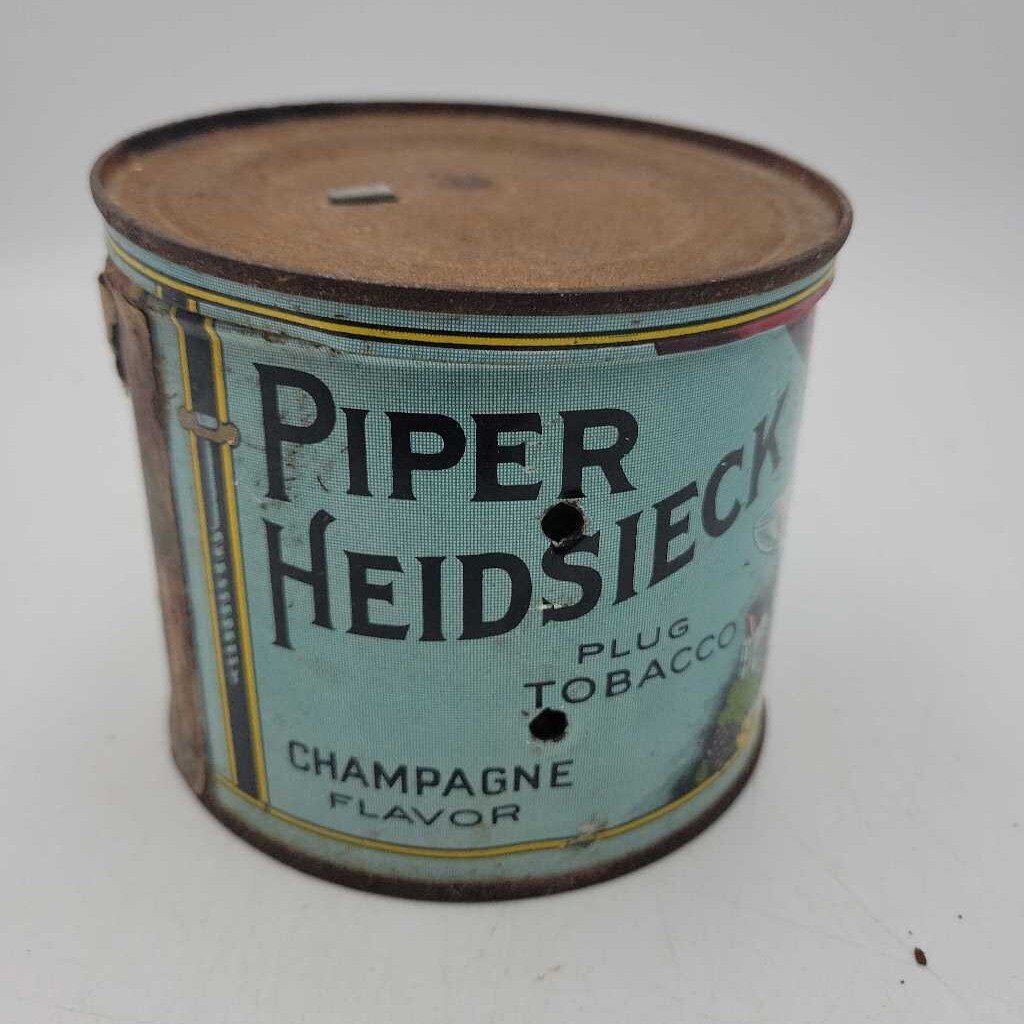 PIPER
HEIDSIECK
PLUG
TOBACCO
CHAMPAGNE
FLAVOR